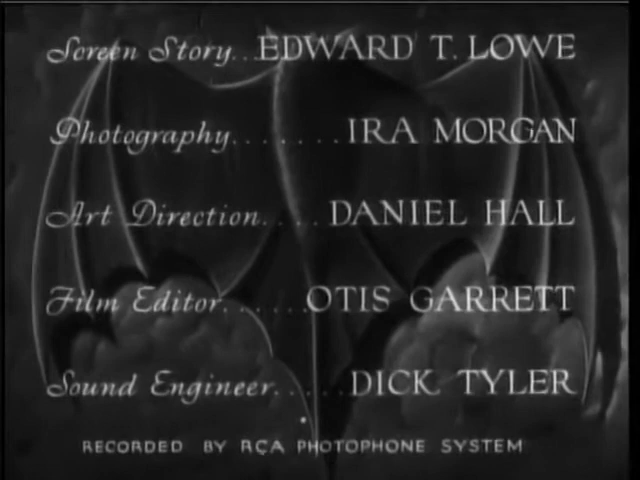 Screen Story...EDWARD T. LOWE
Photography.......IRA MORGAN
Art Direction....DANIEL HALL
Film Editor......OTIS GARRETT
Sound Engineer.....DICK TYLER
RECORDED BY RCA PHOTOPHONE SYSTEM